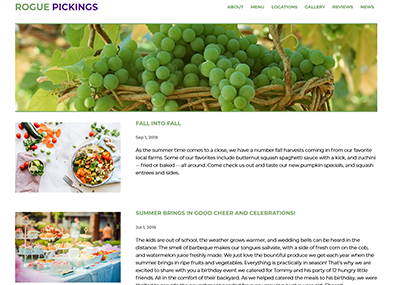 ROGUE PICKINGS
ABOUT MENU LOCATIONS GALLERY REVIEWS NEWS
FALL INTO FALL
Sep 1, 2019
As the summer time comes to a close, we have a number fall harvests coming in from our favorite
local farms. Some of our favorites include butternut squash spaghetti sauce with a kick, and zuchini
-- fried or baked -- all around. Come check us out and taste our new pumpkin specials, and squash
entrees and sides.
SUMMER BRINGS IN GOOD CHEER AND CELEBRATIONS!
Jul 1, 2019
The kids are out of school, the weather grows warmer, and wedding bells can be heard in the
distance. The smell of barbeque makes our tongues salivate, with a side of fresh corn on the cob,
and watermelon juice freshly made. We just love the bountiful produce we get each year when the
summer brings in ripe fruits and vegetables. Everything is practically in season! That's why we are
excited to share with you a birthday event we catered for Tommy and his party of 12 hungry little
friends. All in the comfort of their backyard. As we helped catered the meals to his birthday, we were